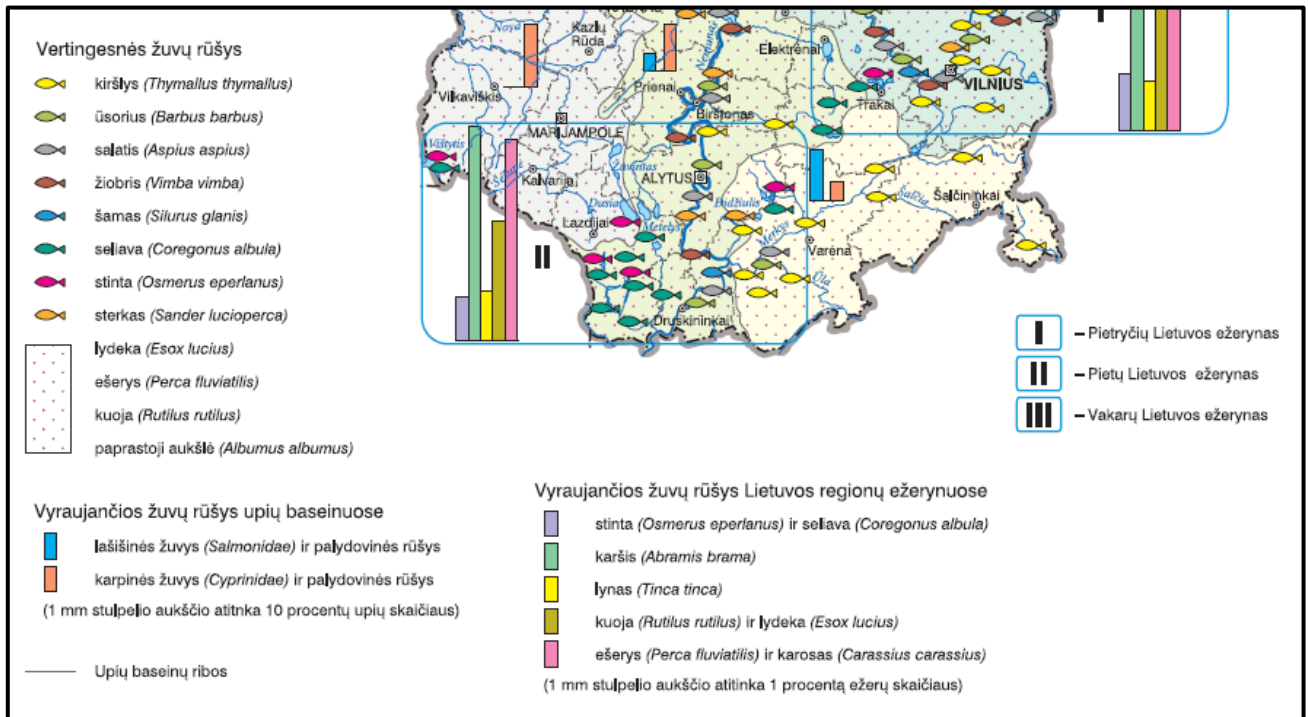 Vertingesnės žuvų rūšys
kiršlys (Thymallus thymallus)
ūsorius (Barbus barbus)
salatis (Aspius aspius)
žiobris (Vimba vimba)
šamas (Silurus glanis)
seliava (Coregonus albula)
stinta (Osmerus eperlanus)
sterkas (Sander lucioperca)
lydeka (Esox lucius)
ešerys (Perca fluviatilis)
kuoja (Rutilus rutilus)
paprastoji aukšlė (Albumus albumus)
Vyraujančios žuvų rūšys upių baseinuose
lašišinės žuvys (Salmonidae) ir palydovinės rūšys
karpinės žuvys (Cyprinidae) ir palydovinės rūšys
(1 mm stulpelio aukščio atitnka 10 procentų upių skaičiaus)
Upių baseinų ribos
Nova
Kazlų
Rūda
Nemunas
Elektrėnai
Vilkaviškis
Prienai
Birštonas
Trakai
VILNIUS
MARIJAMPOLĖ
Vištytis
Šešupė
Kalvarija
Žuvintas
ALYTUS
Dusia
Lazdijai
Metelys
Merkys
Varėna
Šalčia
Šalčininkai
Ūla
Druskininkai
II
I
I – Pietryčių Lietuvos ežerynas
II – Pietų Lietuvos ežerynas
III – Vakarų Lietuvos ežerynas
Vyraujančios žuvų rūšys Lietuvos regionų ežerynuose
stinta (Osmerus eperlanus) ir seliava (Coregonus albula)
karšis (Abramis brama)
lynas (Tinca tinca)
kuoja (Rutilus rutilus) ir lydeka (Esox lucius)
ešerys (Perca fluviatilis) ir karosas (Carassius carassius)
(1 mm stulpelio aukščio atitinka 1 procentą ežerų skaičiaus)